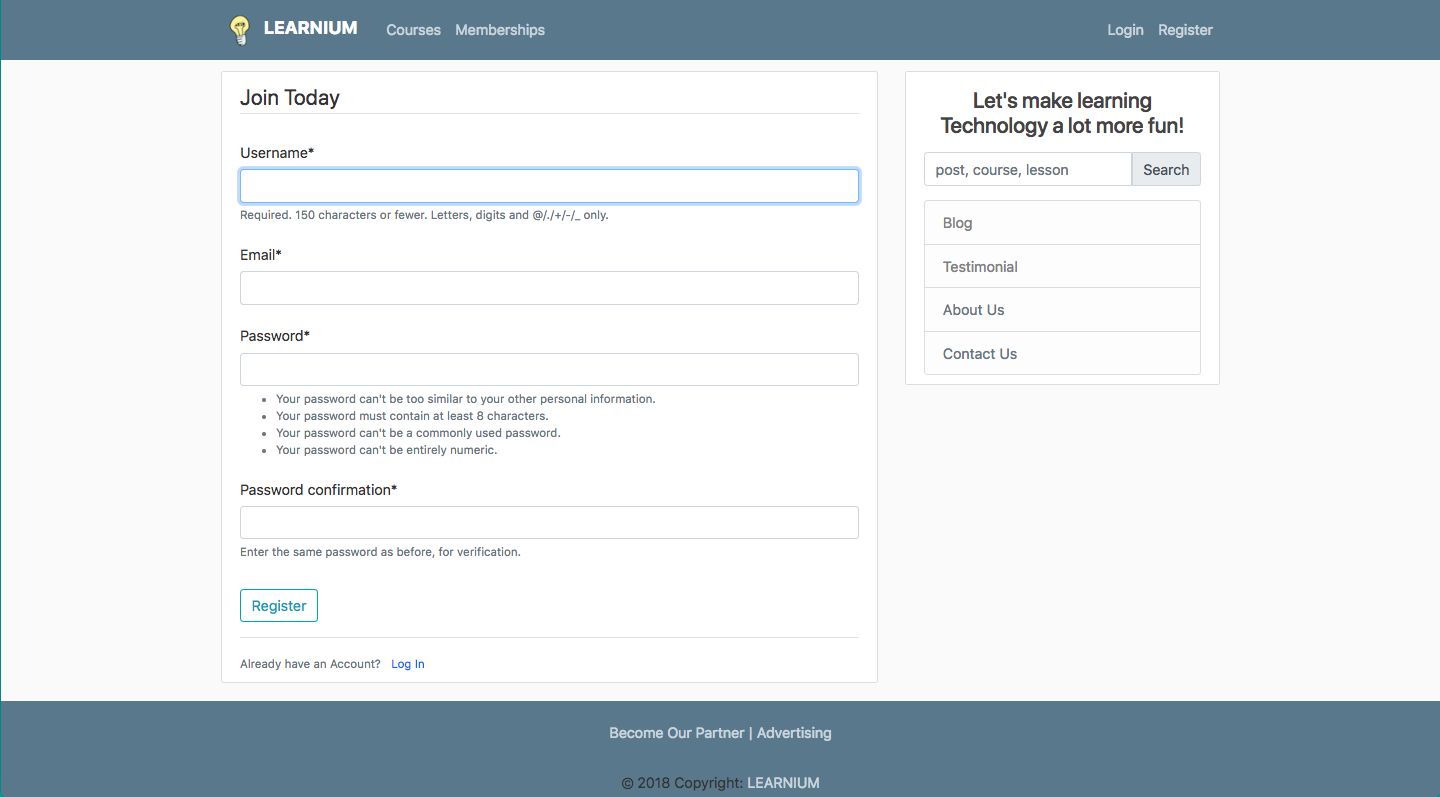 LEARNIUM Courses Memberships Login Register
Join Today
Username*
Required. 150 characters or fewer. Letters, digits and @/./+/-/_ only.
Email*
Password*
Your password can't be too similar to your other personal information.
Your password must contain at least 8 characters.
Your password can't be a commonly used password.
Your password can't be entirely numeric.
Password confirmation*
Enter the same password as before, for verification.
Register
Already have an Account? Log In
Let's make learning
Technology a lot more fun!
post, course, lesson Search
Blog
Testimonial
About Us
Contact Us
Become Our Partner | Advertising
© 2018 Copyright: LEARNIUM